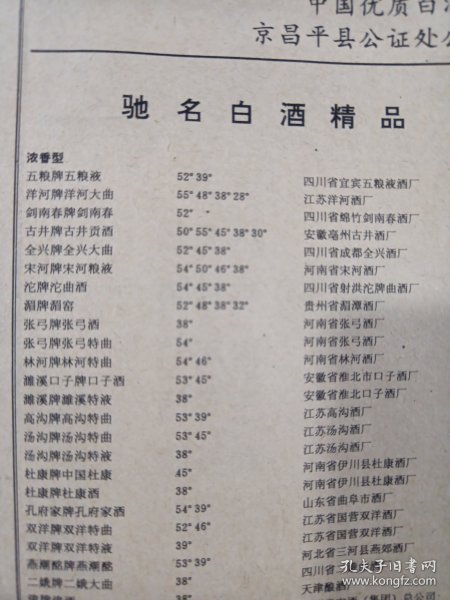 中国优质白酒
京昌平县公证处公
驰名白酒精品
浓香型
五粮牌五粮液 52°39° 四川省宜宾五粮液酒厂
洋河牌洋河大曲 55°48°38°28° 江苏洋河酒厂
剑南春牌剑南春 52° 四川省绵竹剑南春酒厂
古井牌古井贡酒 50°55°45°38°30° 安徽亳州古井酒厂
全兴牌全兴大曲 52°45°38° 四川省成都全兴酒厂
宋河牌宋河粮液 54°50°46°38° 河南省宋河酒厂
沱牌沱曲酒 54°45°38° 四川省射洪沱牌曲酒厂
湄牌湄窖 52°48°38°32° 贵州省湄潭酒厂
张弓牌张弓酒 38° 河南省张弓酒厂
张弓牌张弓特曲 54° 河南省张弓酒厂
林河牌林河特曲 54°46° 河南省林河酒厂
濉溪口子牌口子酒 53°45° 安徽省淮北市口子酒厂
濉溪牌濉溪特液 38° 安徽省淮北口子酒厂
高沟牌高沟特曲 53°39° 江苏高沟酒厂
汤沟牌汤沟特曲 53°45° 江苏汤沟酒厂
汤沟牌汤沟特液 38° 江苏汤沟酒厂
杜康牌中国杜康 45° 河南省伊川县杜康酒厂
杜康牌杜康酒 38° 河南省伊川县杜康酒厂
孔府家牌孔府家酒 54°39° 山东省曲阜市酒厂
双洋牌双洋特曲 52°46° 江苏省国营双洋酒厂
双洋牌双洋特液 39° 江苏省国营双洋酒厂
燕潮酩牌燕潮酩 53°39° 河北省三河县燕郊酒厂
二峨牌二峨大曲 38° 四川省
38° 天津酿酒厂
(集团)总公司
孔夫子旧书网